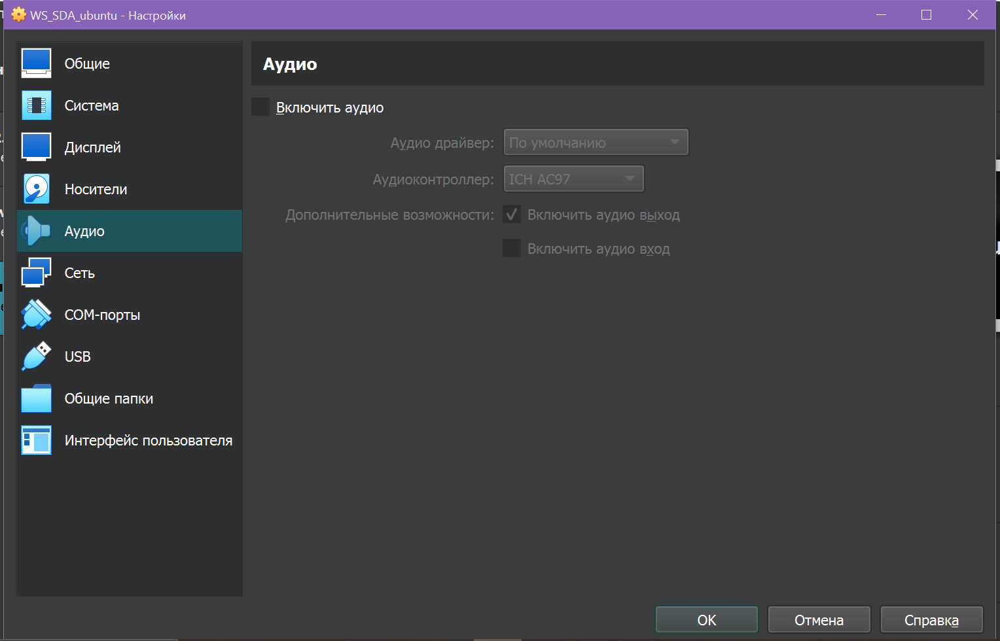 WS_SDA_ubuntu - Настройки
Общие
Система
Дисплей
Носители
Аудио
Сеть
COM-порты
USB
Общие папки
Интерфейс пользователя
Аудио
Включить аудио
Аудио драйвер: По умолчанию
Аудиоконтроллер: ICH AC97
Дополнительные возможности: Включить аудио выход
Включить аудио вход
OK Отмена Справка